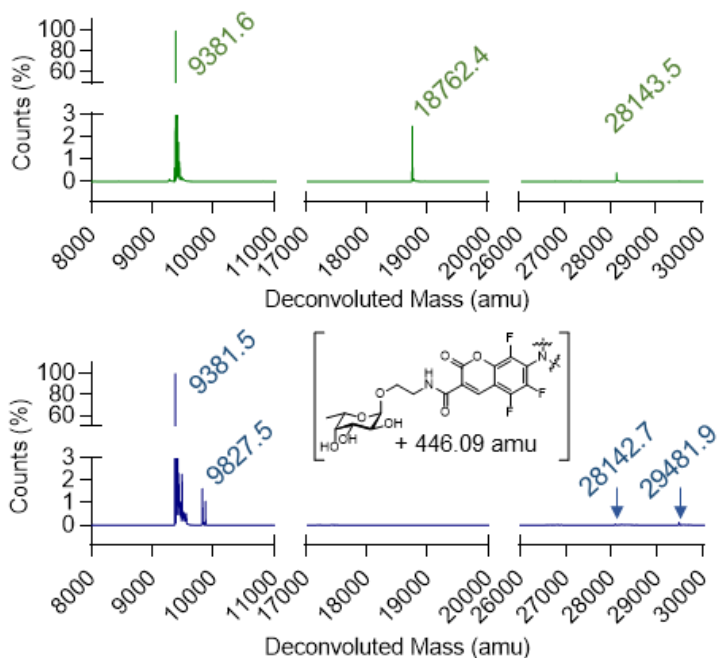 100
80
60
3
2
1
0
Counts (%)
9381.6
18762.4
28143.5
8000
9000
10000
11000
17000
18000
19000
20000
26000
27000
28000
29000
30000
Deconvoluted Mass (amu)
100
80
60
3
2
1
0
Counts (%)
9381.5
9827.5
28142.7
29481.9
F
O
O
N
H
N
O
O
F
F
O
OH
HO
OH
+ 446.09 amu
8000
9000
10000
11000
17000
18000
19000
20000
26000
27000
28000
29000
30000
Deconvoluted Mass (amu)